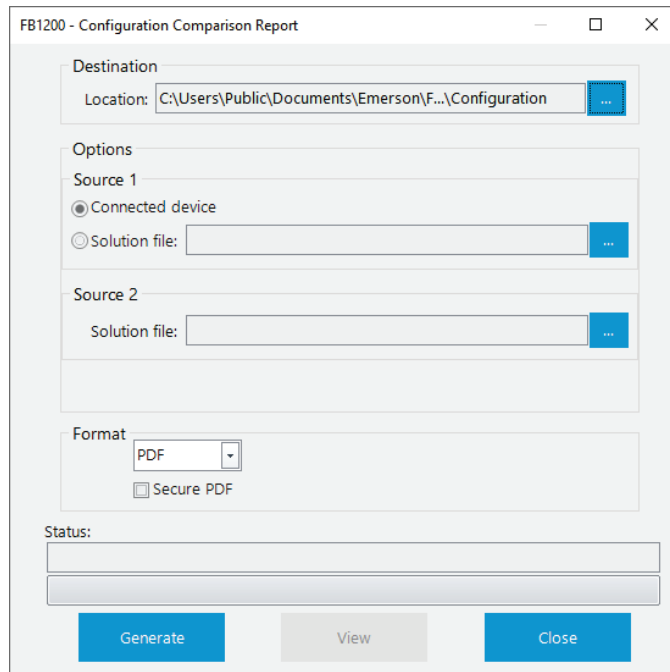 FB1200 - Configuration Comparison Report
Destination
Location: C:\Users\Public\Documents\Emerson\F...\Configuration ...
Options
Source 1
Connected device
Solution file: ...
Source 2
Solution file: ...
Format
PDF
Secure PDF
Status:
Generate View Close